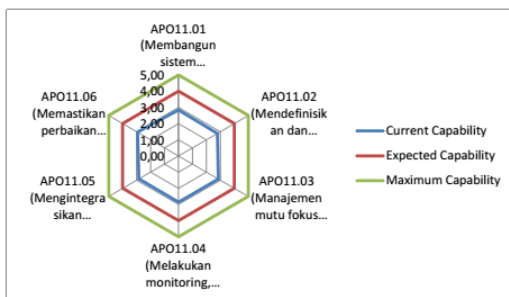 APO11.01
(Membangun
sistem…
5,00
4,00
3,00
2,00
1,00
0,00
APO11.02
(Mendefinisik
an dan…
APO11.03
(Manajemen
mutu fokus…
APO11.04
(Melakukan
monitoring,…
APO11.05
(Mengintegra
sikan…
APO11.06
(Memastikan
perbaikan…
Current Capability
Expected Capability
Maximum Capability